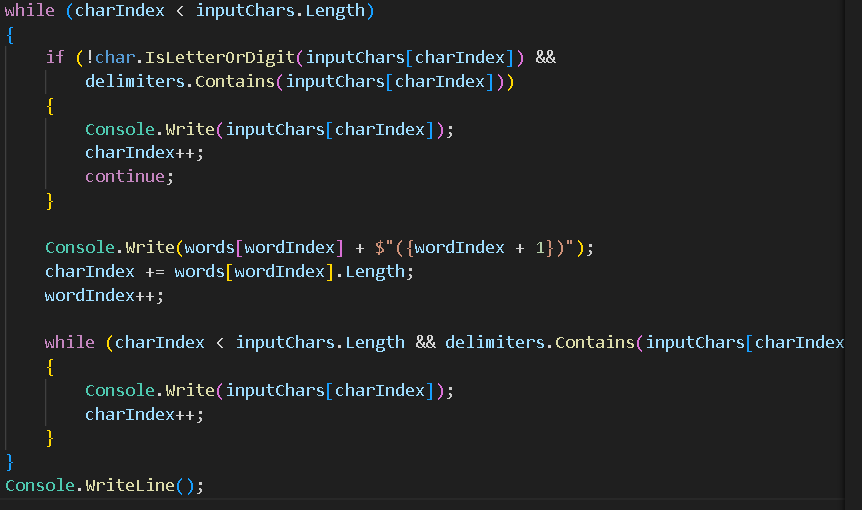 while (charIndex < inputChars.Length)
{
    if (!char.IsLetterOrDigit(inputChars[charIndex]) &&
        delimiters.Contains(inputChars[charIndex]))
    {
        Console.Write(inputChars[charIndex]);
        charIndex++;
        continue;
    }

    Console.Write(words[wordIndex] + $"({wordIndex + 1})");
    charIndex += words[wordIndex].Length;
    wordIndex++;

    while (charIndex < inputChars.Length && delimiters.Contains(inputChars[charIndex
    {
        Console.Write(inputChars[charIndex]);
        charIndex++;
    }
}
Console.WriteLine();